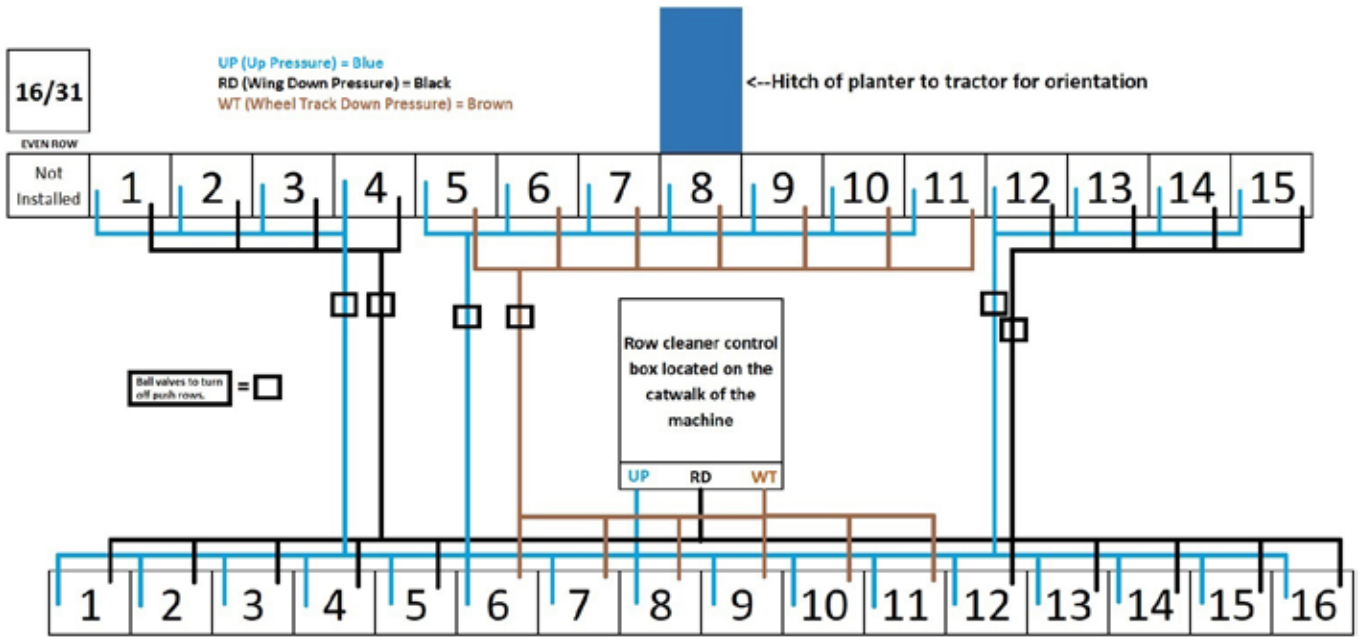 UP (Up Pressure) = Blue
RD (Wing Down Pressure) = Black
WT (Wheel Track Down Pressure) = Brown
<--Hitch of planter to tractor for orientation
16/31
EVEN ROW
Not
Installed
1 2 3 4 5 6 7 8 9 10 11 12 13 14 15
Row cleaner control
box located on the
catwalk of the
machine
Ball valves to turn
off push rows.
=
UP RD WT
1 2 3 4 5 6 7 8 9 10 11 12 13 14 15 16